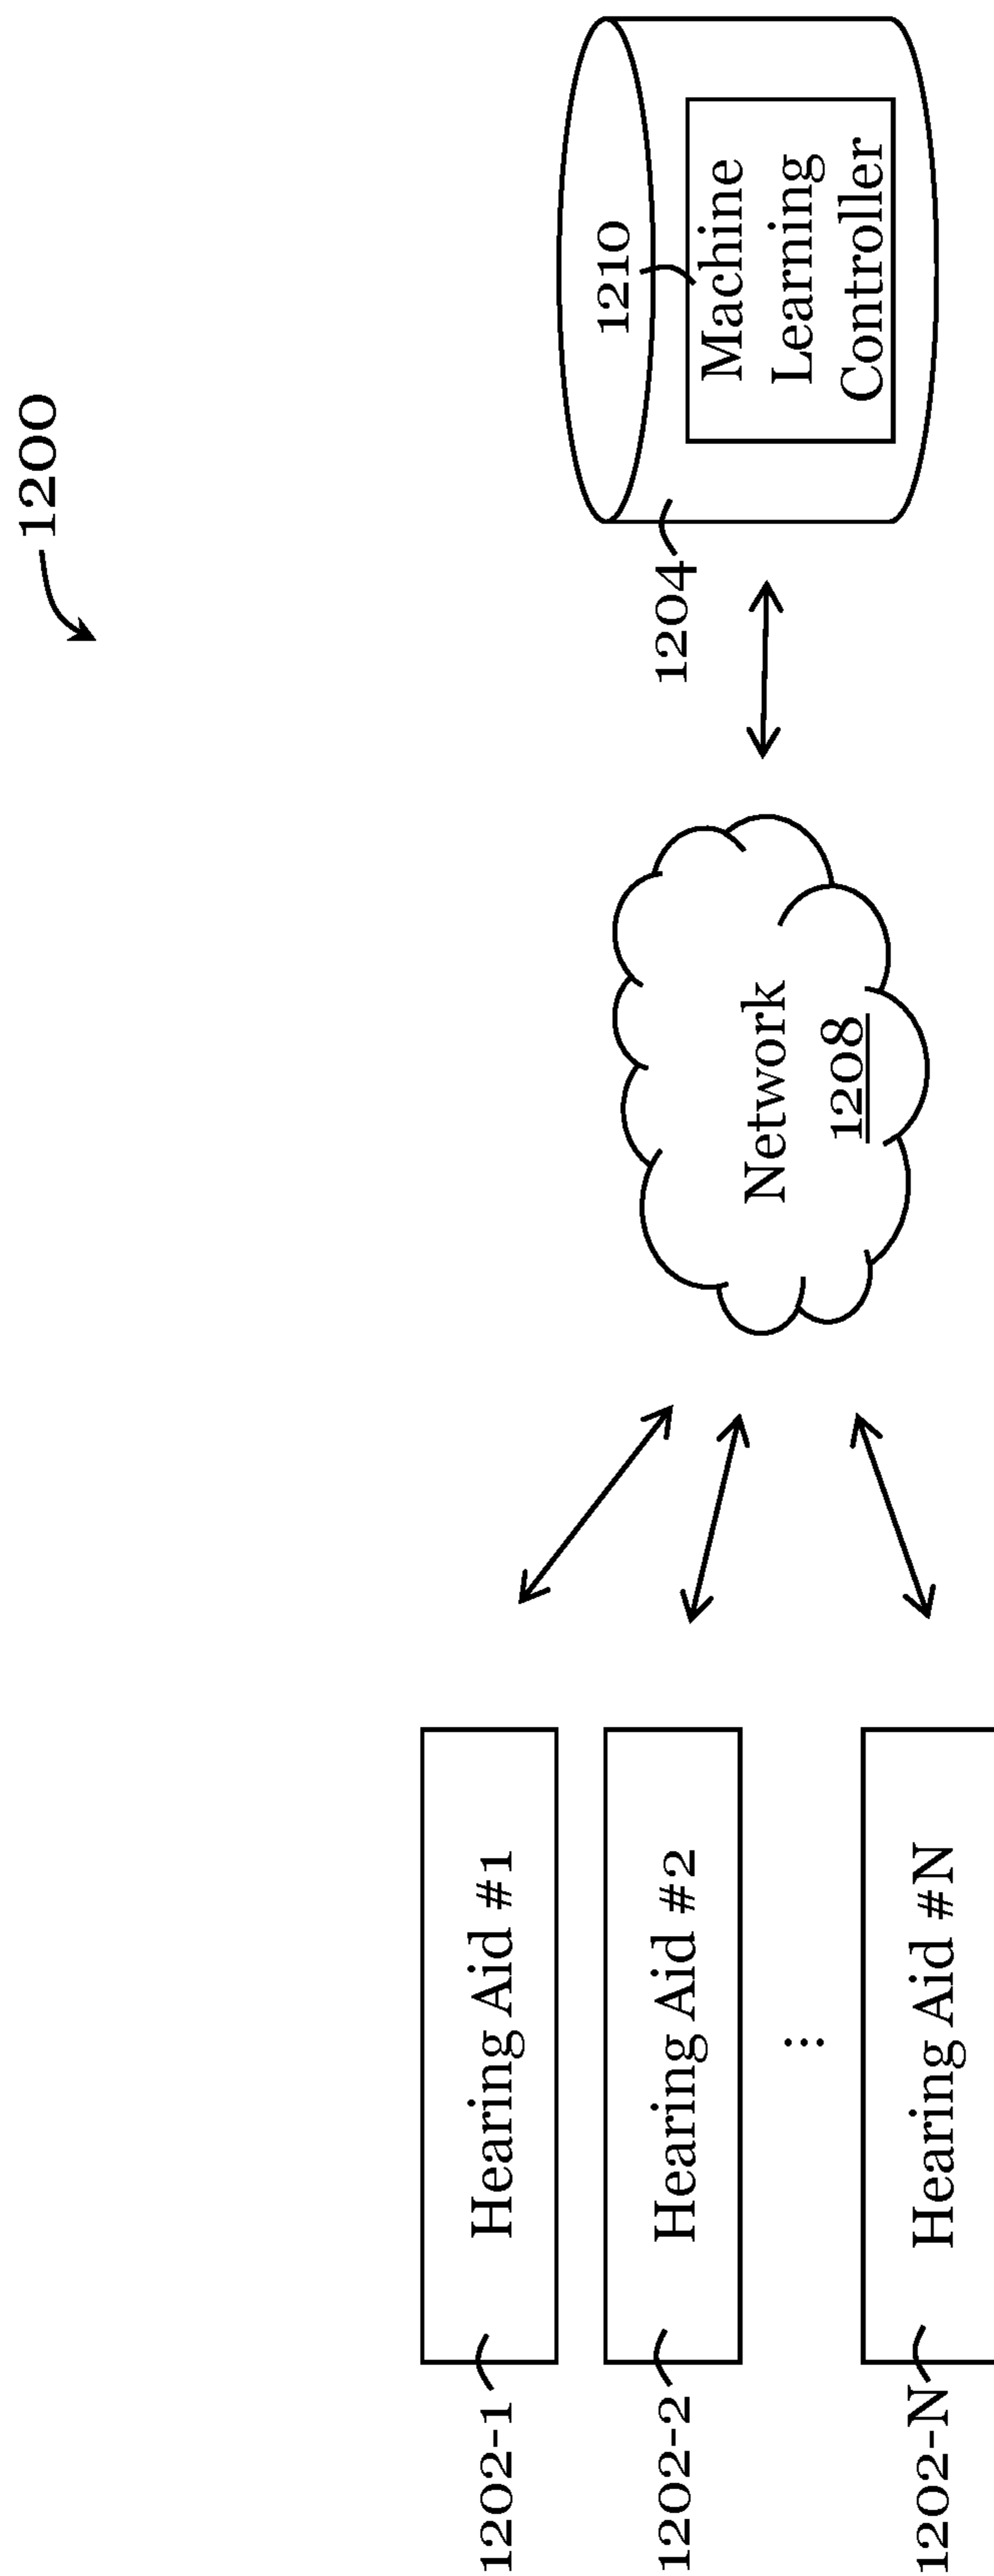 1200
1202-1
Hearing Aid #1
1202-2
Hearing Aid #2
...
1202-N
Hearing Aid #N
Network
1208
1204
1210
Machine
Learning
Controller